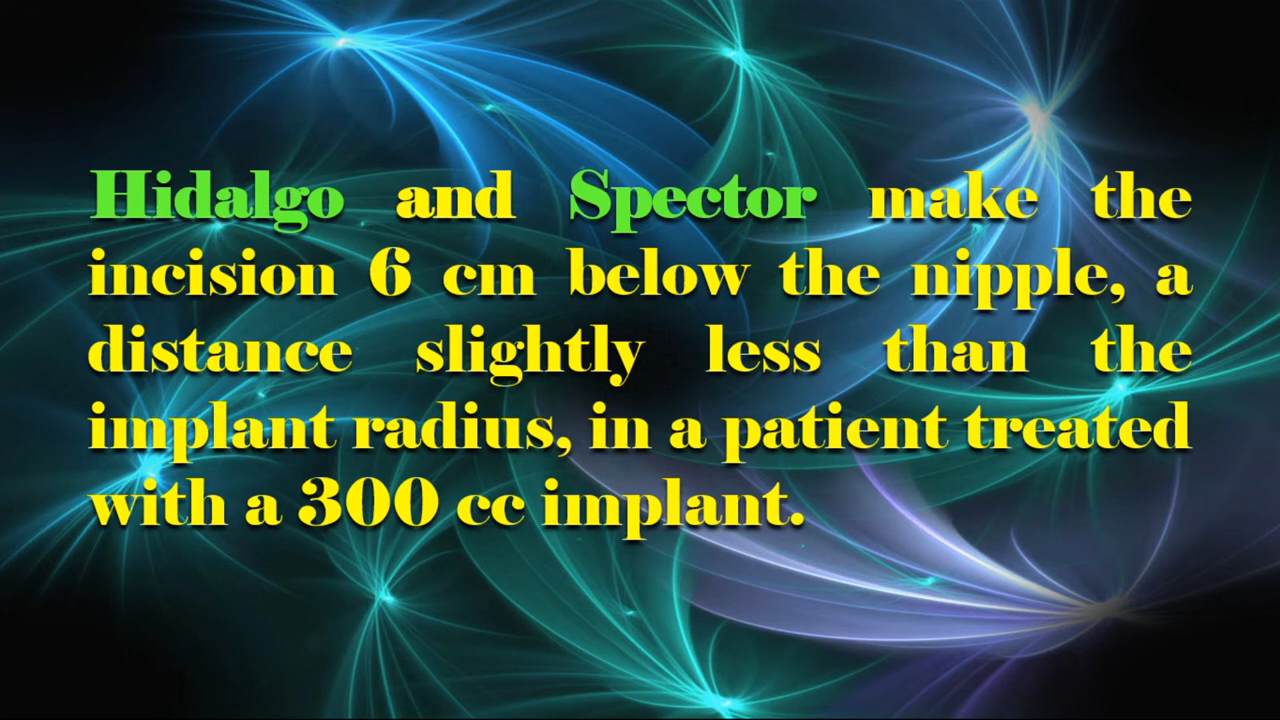 Hidalgo and Spector make the
incision 6 cm below the nipple, a
distance slightly less than the
implant radius, in a patient treated
with a 300 cc implant.